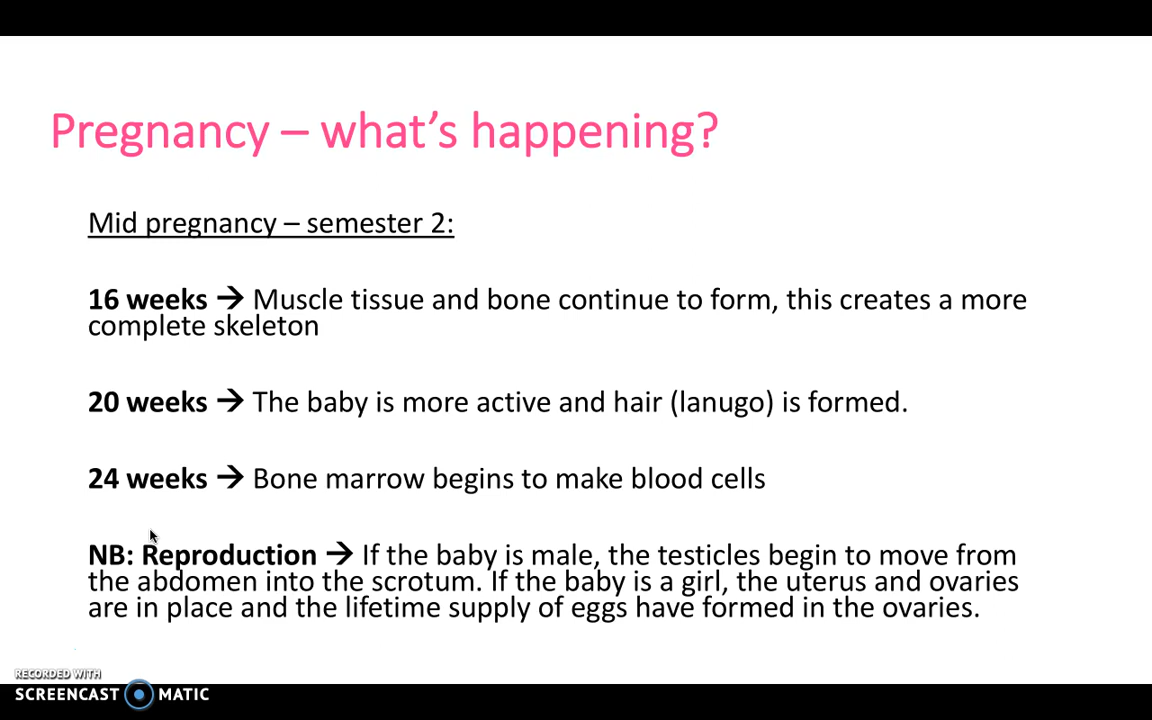 Pregnancy – what's happening?
Mid pregnancy – semester 2:
16 weeks → Muscle tissue and bone continue to form, this creates a more
complete skeleton
20 weeks → The baby is more active and hair (lanugo) is formed.
24 weeks → Bone marrow begins to make blood cells
NB: Reproduction → If the baby is male, the testicles begin to move from
the abdomen into the scrotum. If the baby is a girl, the uterus and ovaries
are in place and the lifetime supply of eggs have formed in the ovaries.
RECORDED WITH
SCREENCAST MATIC